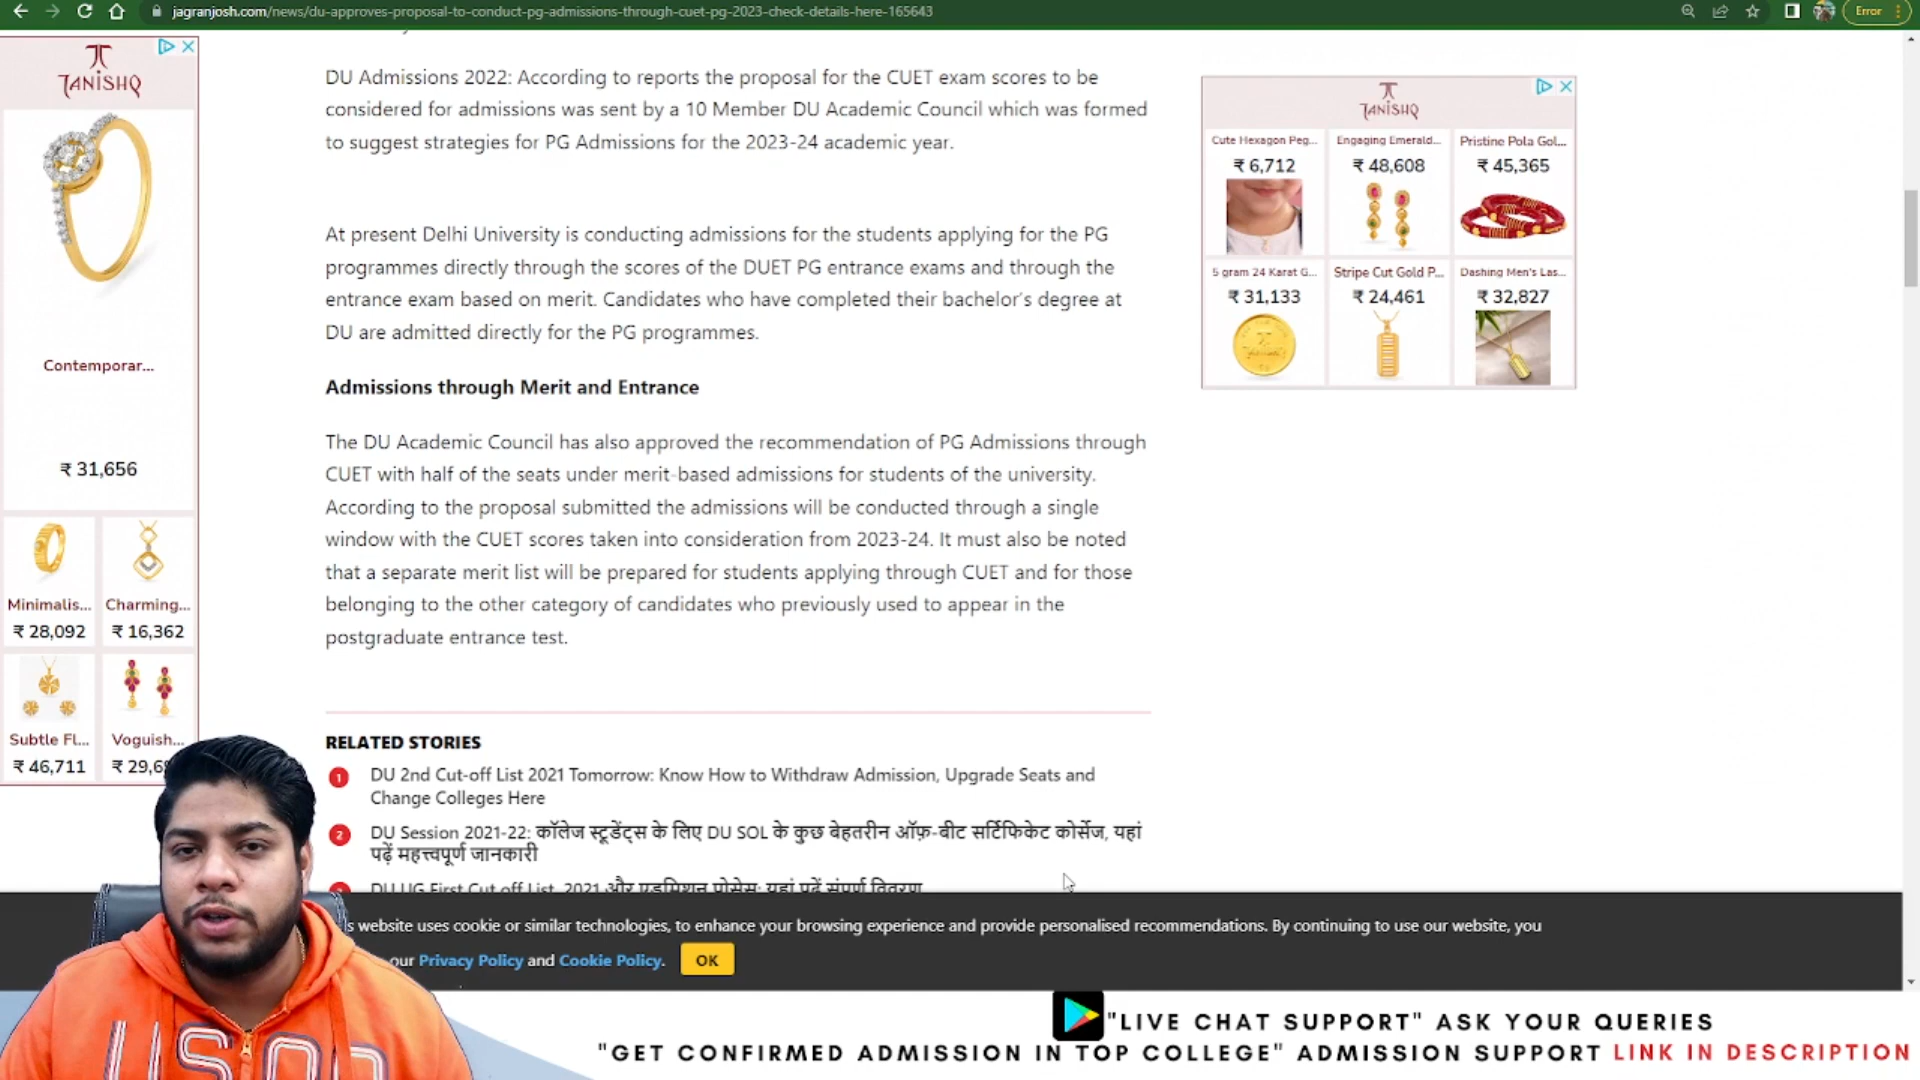 jagranjosh.com/news/du-approves-proposal-to-conduct-pg-admissions-through-cuet-pg-2023-check-details-here-165643
Error
TANISHQ
Contemporar...
₹ 31,656
Minimalis...
₹ 28,092
Charming...
₹ 16,362
Subtle Fl...
₹ 46,711
Voguish...
DU Admissions 2022: According to reports the proposal for the CUET exam scores to be
considered for admissions was sent by a 10 Member DU Academic Council which was formed
to suggest strategies for PG Admissions for the 2023-24 academic year.
At present Delhi University is conducting admissions for the students applying for the PG
programmes directly through the scores of the DUET PG entrance exams and through the
entrance exam based on merit. Candidates who have completed their bachelor's degree at
DU are admitted directly for the PG programmes.
Admissions through Merit and Entrance
The DU Academic Council has also approved the recommendation of PG Admissions through
CUET with half of the seats under merit-based admissions for students of the university.
According to the proposal submitted the admissions will be conducted through a single
window with the CUET scores taken into consideration from 2023-24. It must also be noted
that a separate merit list will be prepared for students applying through CUET and for those
belonging to the other category of candidates who previously used to appear in the
postgraduate entrance test.
RELATED STORIES
1 DU 2nd Cut-off List 2021 Tomorrow: Know How to Withdraw Admission, Upgrade Seats and
Change Colleges Here
2 DU Session 2021-22: कॉलेज स्टूडेंट्स के लिए DU SOL के कुछ बेहतरीन ऑफ़-बीट सर्टिफिकेट कोर्सेज, यहां
पढ़ें महत्त्वपूर्ण जानकारी
DU UG First Cut off List 2021 और एडमिशन प्रोसेस: यहां पढ़ें संपूर्ण विवरण
TANISHQ
Cute Hexagon Peg...
₹ 6,712
Engaging Emerald...
₹ 48,608
Pristine Pola Gol...
₹ 45,365
5 gram 24 Karat G...
₹ 31,133
Stripe Cut Gold P...
₹ 24,461
Dashing Men's Las...
₹ 32,827
website uses cookie or similar technologies, to enhance your browsing experience and provide personalised recommendations. By continuing to use our website, you
our Privacy Policy and Cookie Policy. OK
"LIVE CHAT SUPPORT" ASK YOUR QUERIES
"GET CONFIRMED ADMISSION IN TOP COLLEGE" ADMISSION SUPPORT LINK IN DESCRIPTION